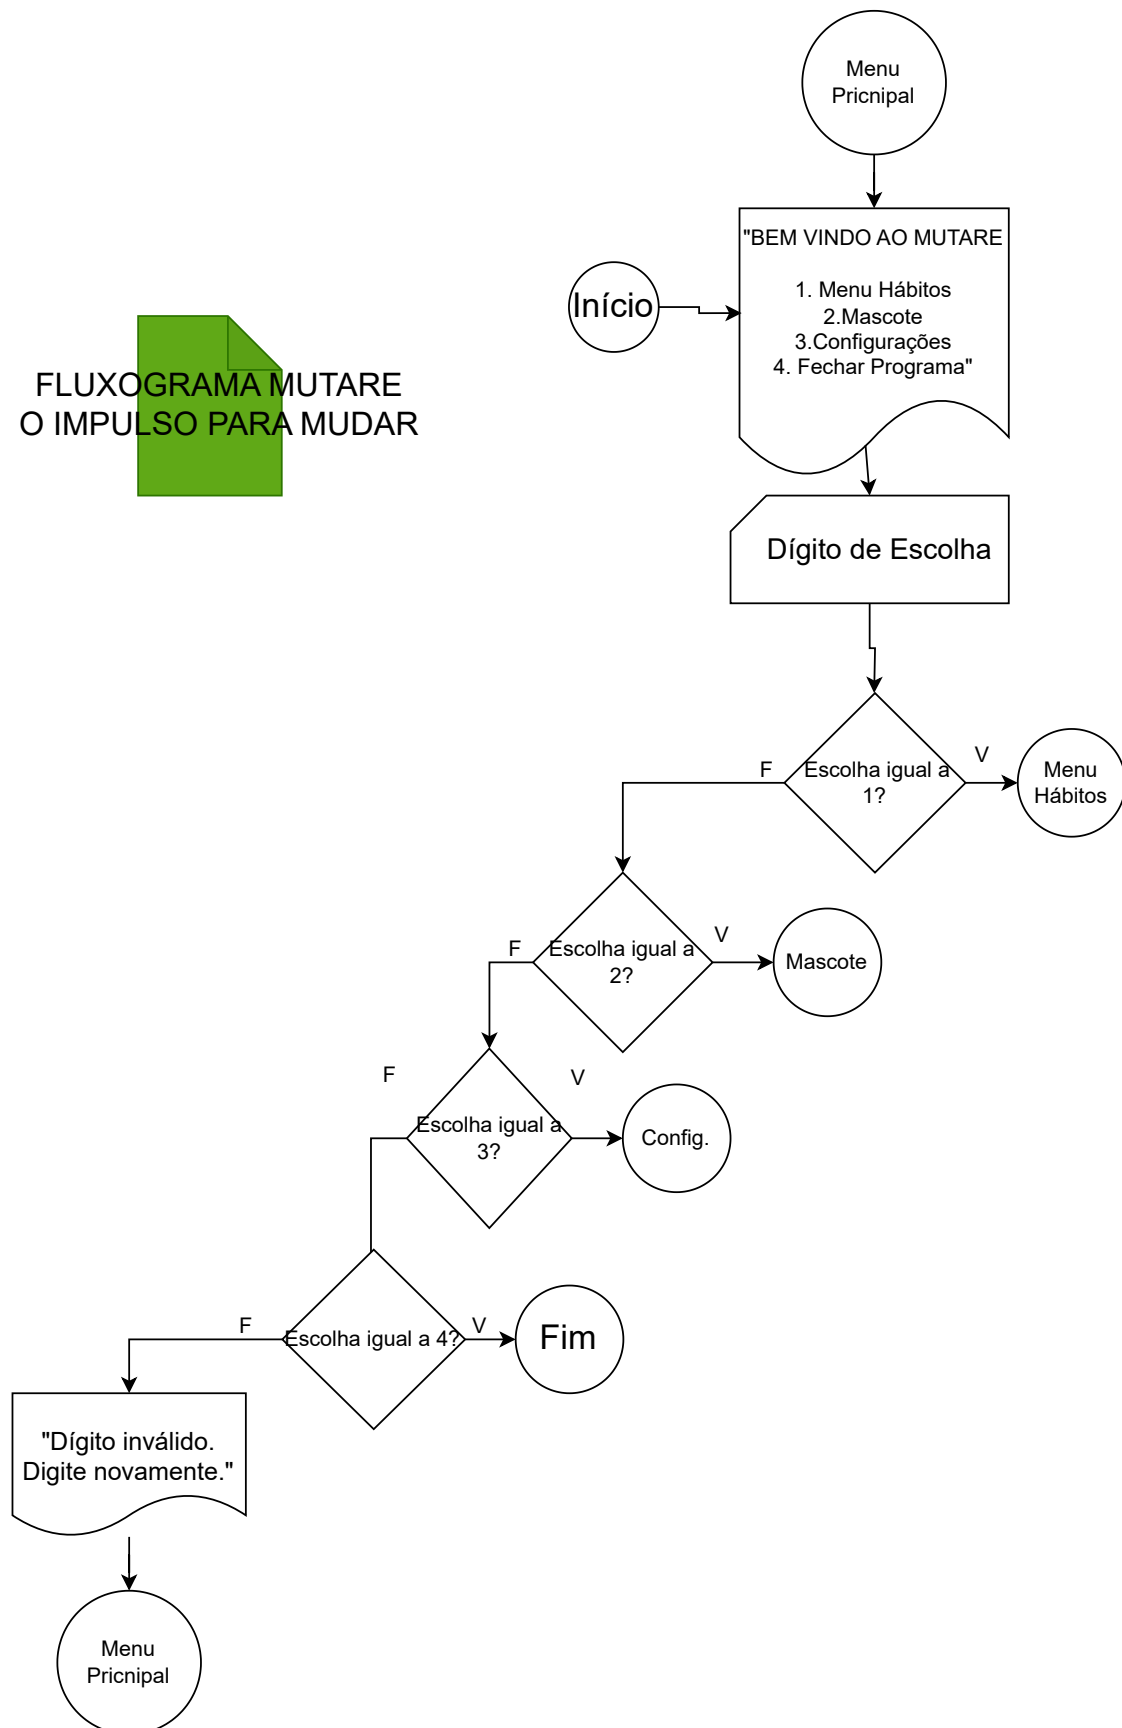 Menu
Pricnipal
"BEM VINDO AO MUTARE
1. Menu Hábitos
2.Mascote
3.Configurações
4. Fechar Programa"
Início
FLUXOGRAMA MUTARE
O IMPULSO PARA MUDAR
Dígito de Escolha
Escolha igual a
1?
F
V
Menu
Hábitos
Escolha igual a
2?
F
V
Mascote
Escolha igual a
3?
F
V
Config.
Escolha igual a 4?
F
V
Fim
"Dígito inválido.
Digite novamente."
Menu
Pricnipal